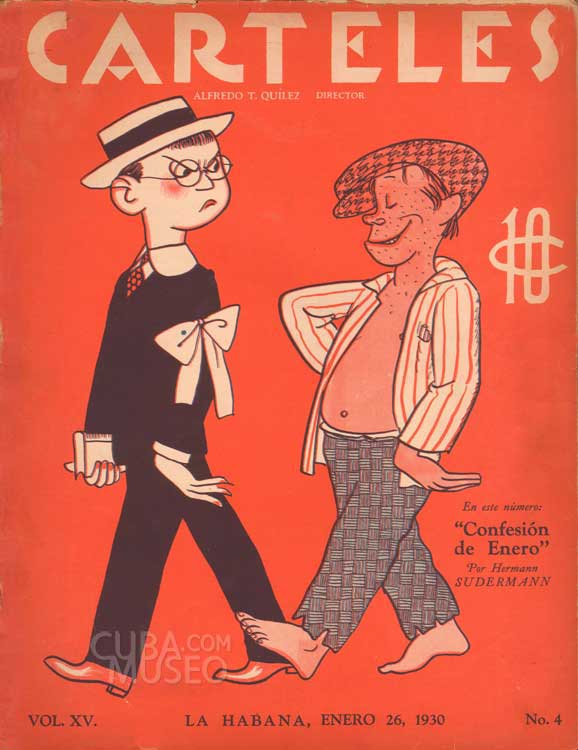 CARTELES
ALFREDO T. QUÍLEZ DIRECTOR
10¢
En este número:
“Confesión
de Enero”
Por Hermann
SUDERMANN
CUBA.COM
MUSEO
VOL. XV. LA HABANA, ENERO 26, 1930 No. 4